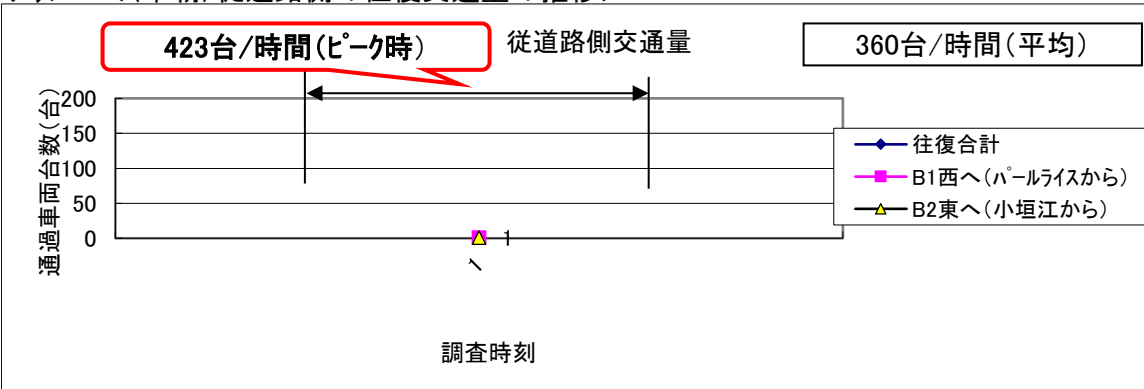 423台/時間(ﾋﾟｰｸ時)
従道路側交通量
360台/時間(平均)
通過車両台数(台)
200
150
100
50
0
1
1
調査時刻
往復合計
B1西へ(ﾊﾟｰﾙﾗｲｽから)
B2東へ(小垣江から)